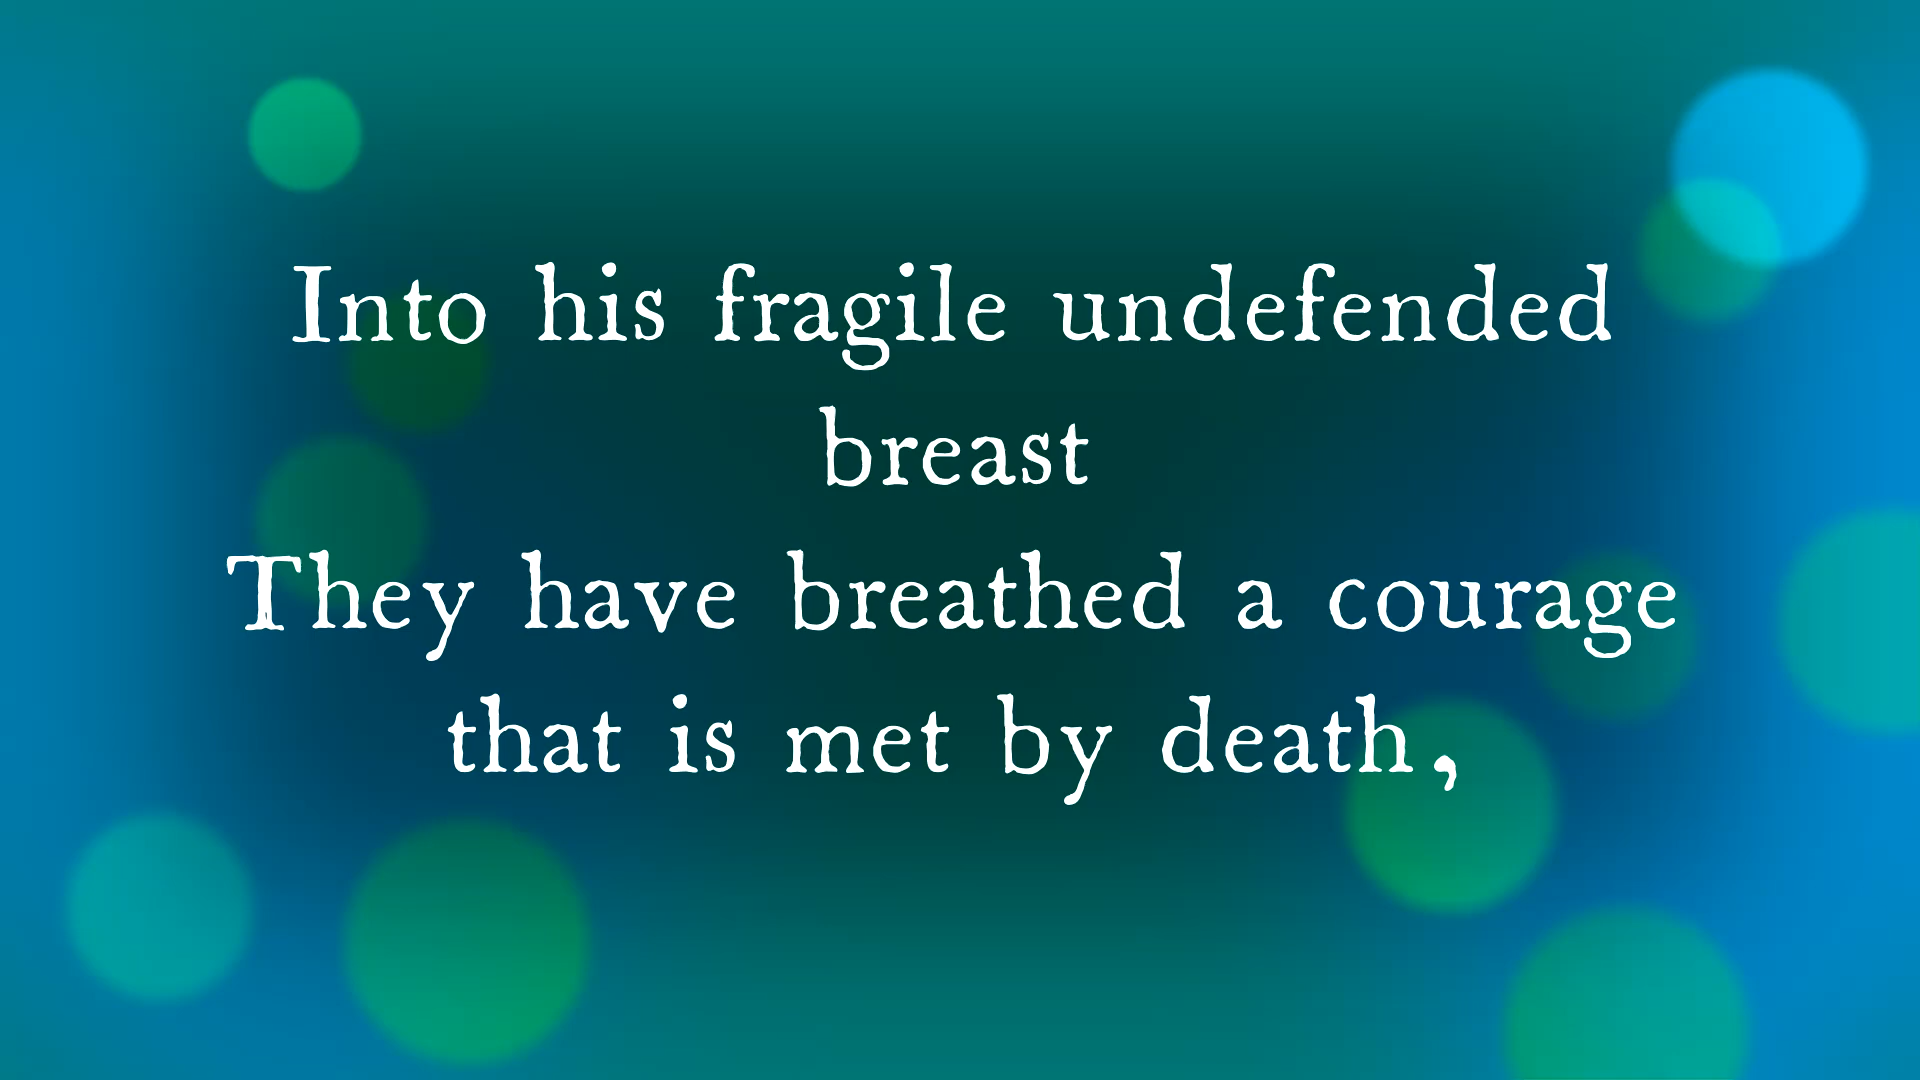 Into his fragile undefended
breast
They have breathed a courage
that is met by death,